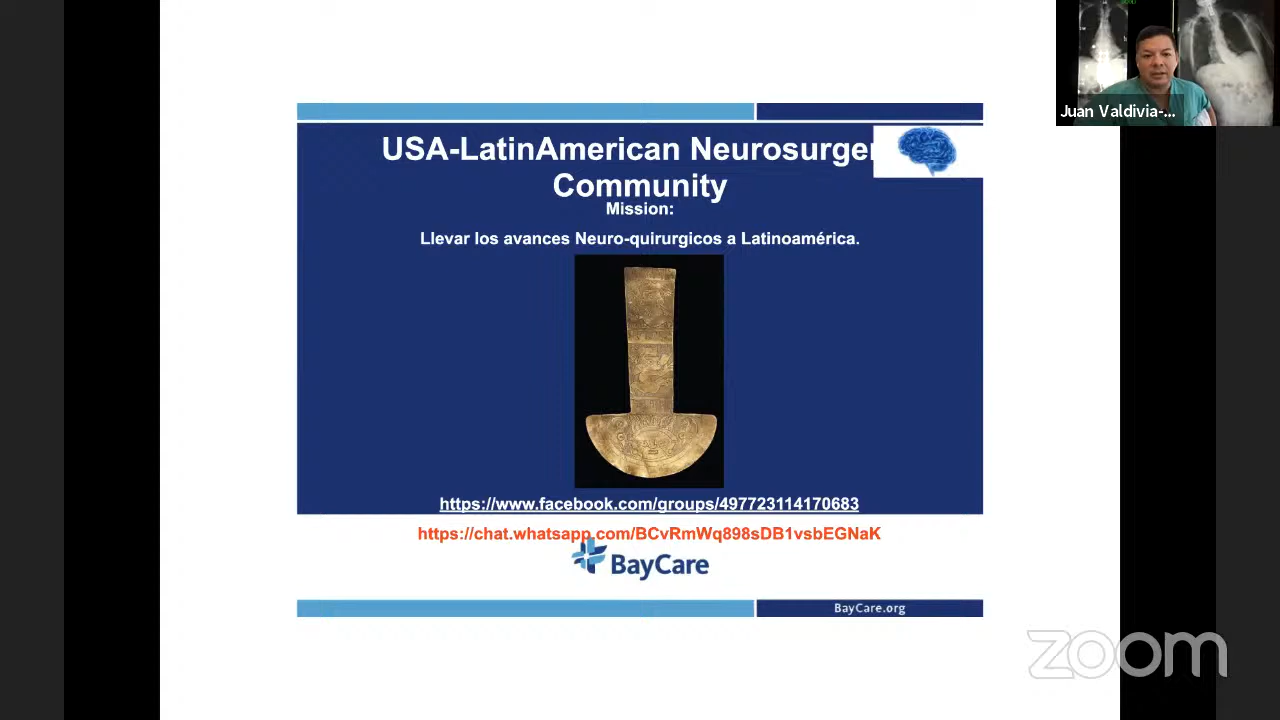 USA-LatinAmerican Neurosurger
Community
Mission:
Llevar los avances Neuro-quirurgicos a Latinoamérica.
https://www.facebook.com/groups/497723114170683
https://chat.whatsapp.com/BCvRmWq898sDB1vsbEGNaK
BayCare
BayCare.org
Juan Valdivia-...
zoom